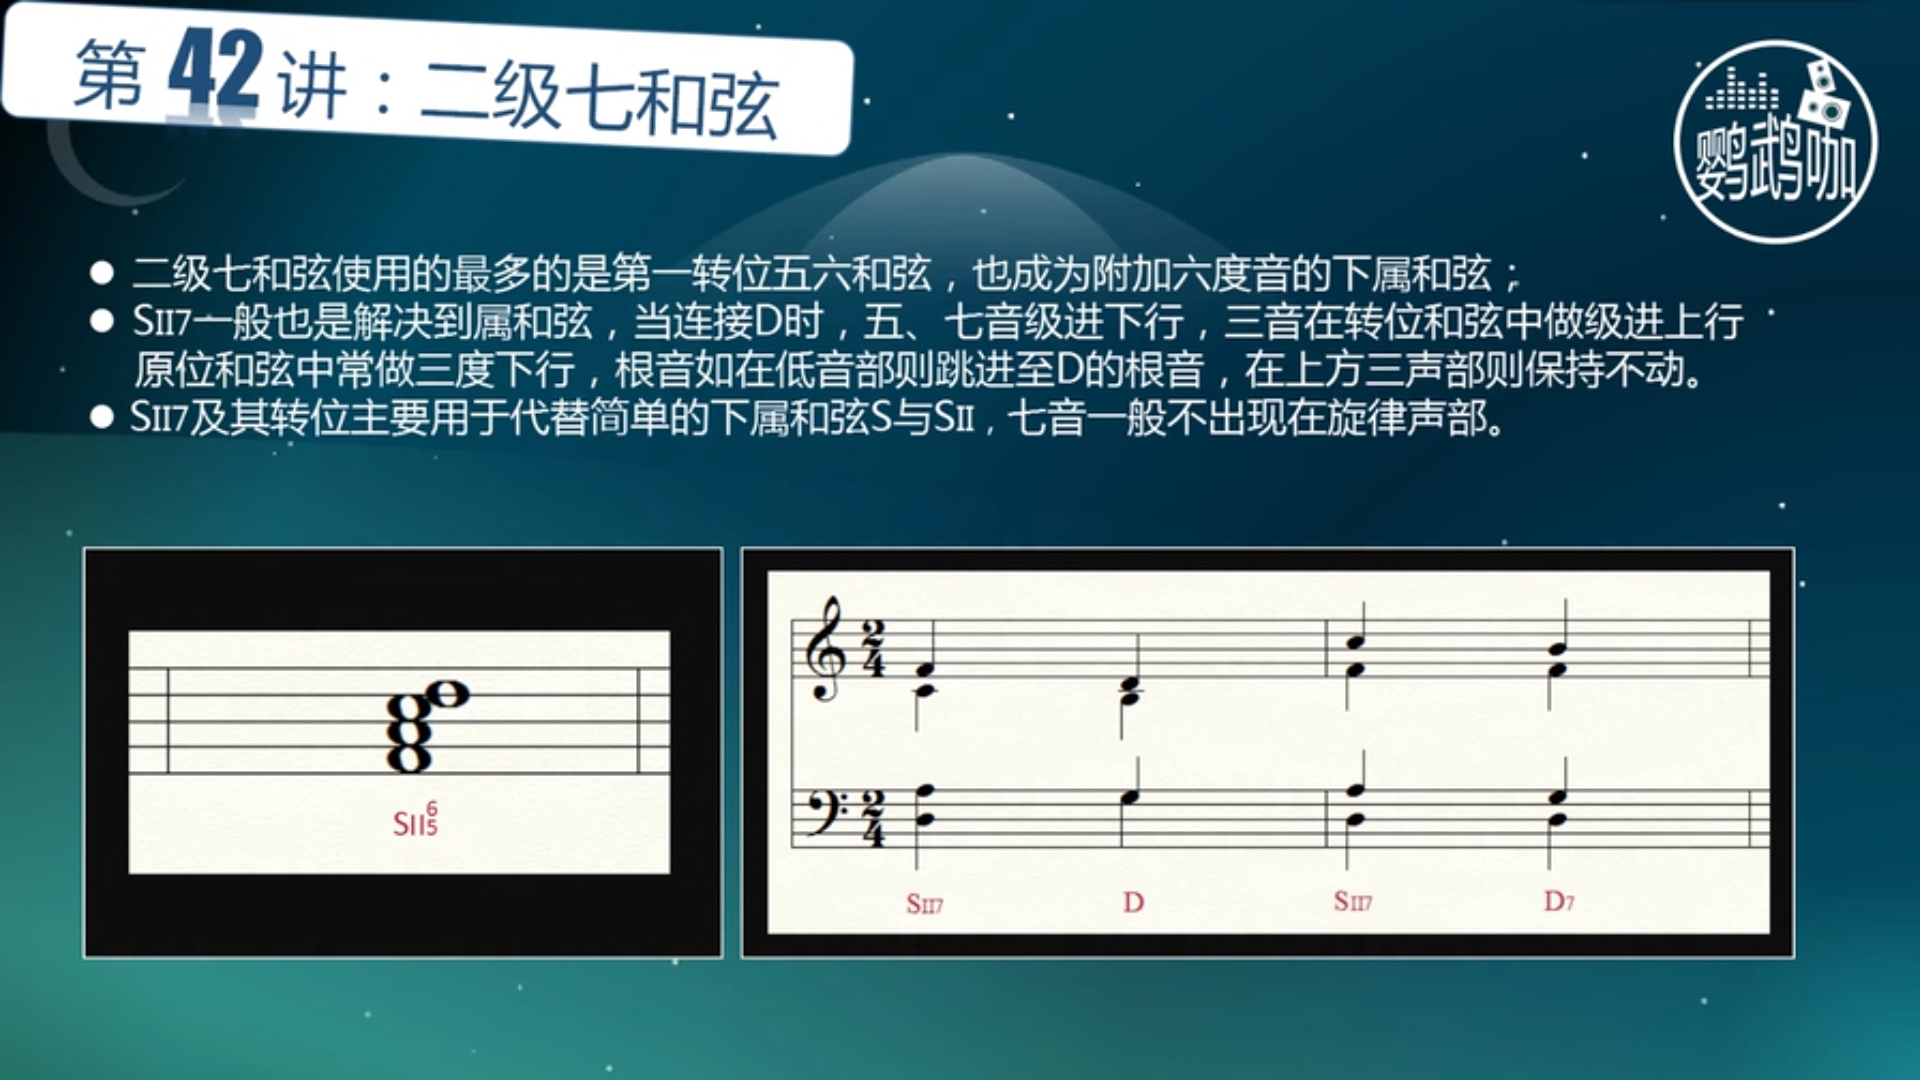 第42讲：二级七和弦
鹦鹉咖
●二级七和弦使用的最多的是第一转位五六和弦，也成为附加六度音的下属和弦；
●SII7一般也是解决到属和弦，当连接D时，五、七音级进下行，三音在转位和弦中做级进上行
原位和弦中常做三度下行，根音如在低音部则跳进至D的根音，在上方三声部则保持不动。
●SII7及其转位主要用于代替简单的下属和弦S与SII，七音一般不出现在旋律声部。
SII6 5
2 4
2 4
SII7 D SII7 D7